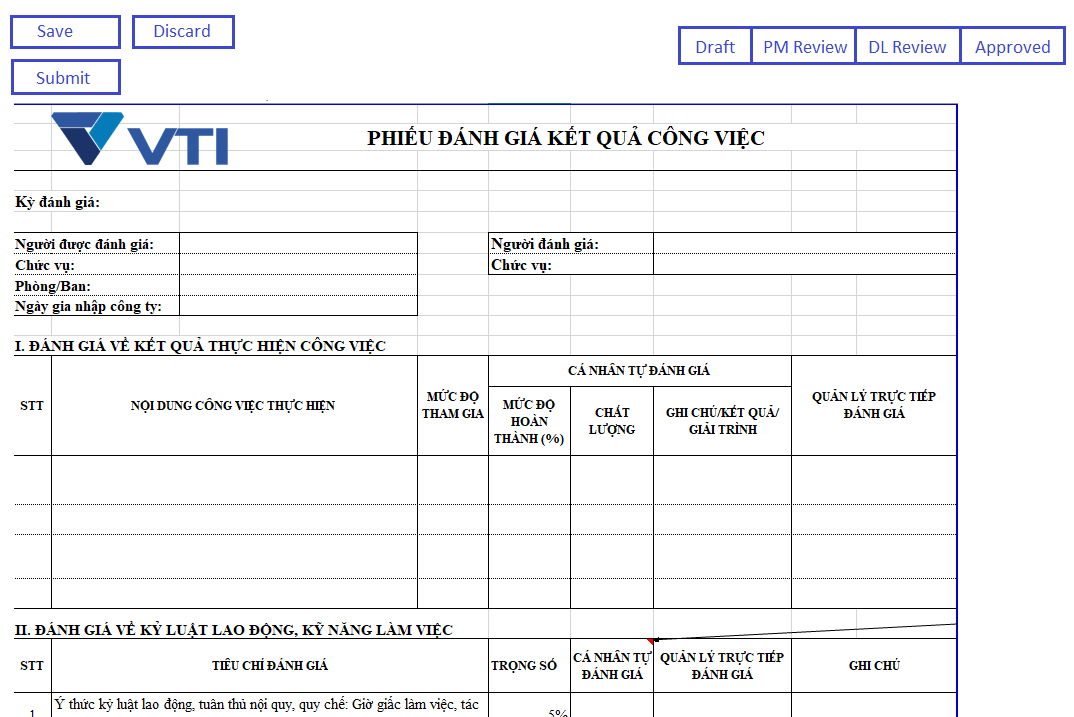 Save
Discard
Submit
Draft
PM Review
DL Review
Approved
VTI
PHIẾU ĐÁNH GIÁ KẾT QUẢ CÔNG VIỆC
Kỳ đánh giá:
Người được đánh giá:
Người đánh giá:
Chức vụ:
Chức vụ:
Phòng/Ban:
Ngày gia nhập công ty:
I. ĐÁNH GIÁ VỀ KẾT QUẢ THỰC HIỆN CÔNG VIỆC
STT
NỘI DUNG CÔNG VIỆC THỰC HIỆN
MỨC ĐỘ
THAM GIA
CÁ NHÂN TỰ ĐÁNH GIÁ
MỨC ĐỘ
HOÀN
THÀNH (%)
CHẤT
LƯỢNG
GHI CHÚ/KẾT QUẢ/
GIẢI TRÌNH
QUẢN LÝ TRỰC TIẾP
ĐÁNH GIÁ
II. ĐÁNH GIÁ VỀ KỶ LUẬT LAO ĐỘNG, KỸ NĂNG LÀM VIỆC
STT
TIÊU CHÍ ĐÁNH GIÁ
TRỌNG SỐ
CÁ NHÂN TỰ
ĐÁNH GIÁ
QUẢN LÝ TRỰC TIẾP
ĐÁNH GIÁ
GHI CHÚ
1
Ý thức kỷ luật lao động, tuân thủ nội quy, quy chế: Giờ giấc làm việc, tác
5%